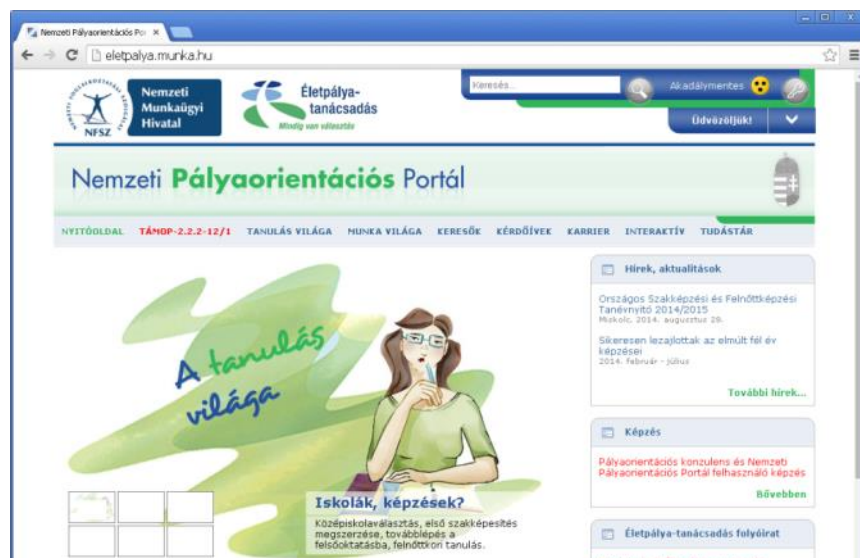 Nemzeti Pályaorientációs Por
eletpalya.munka.hu
Nemzeti
Munkaügyi
Hivatal
NFSZ
Életpálya-
tanácsadás
Mindig van választás
Keresés...
Akadálymentes
Üdvözöljük!
Nemzeti Pályaorientációs Portál
NYITÓOLDAL TÁMOP-2.2.2-12/1 TANULÁS VILÁGA MUNKA VILÁGA KERESŐK KÉRDŐÍVEK KARRIER INTERAKTÍV TUDÁSTÁR
A tanulás
világa
Iskolák, képzések?
Középiskolaválasztás, első szakképesítés
megszerzése, továbblépés a
felsőoktatásba, felnőttkori tanulás.
Hírek, aktualitások
Országos Szakképzési és Felnőttképzési
Tanévnyitó 2014/2015
Miskolc, 2014. augusztus 28.
Sikeresen lezajlottak az elmúlt fél év
képzései
2014. február - július
További hírek...
Képzés
Pályaorientációs konzulens és Nemzeti
Pályaorientációs Portál felhasználó képzés
Bővebben
Életpálya-tanácsadás folyóirat